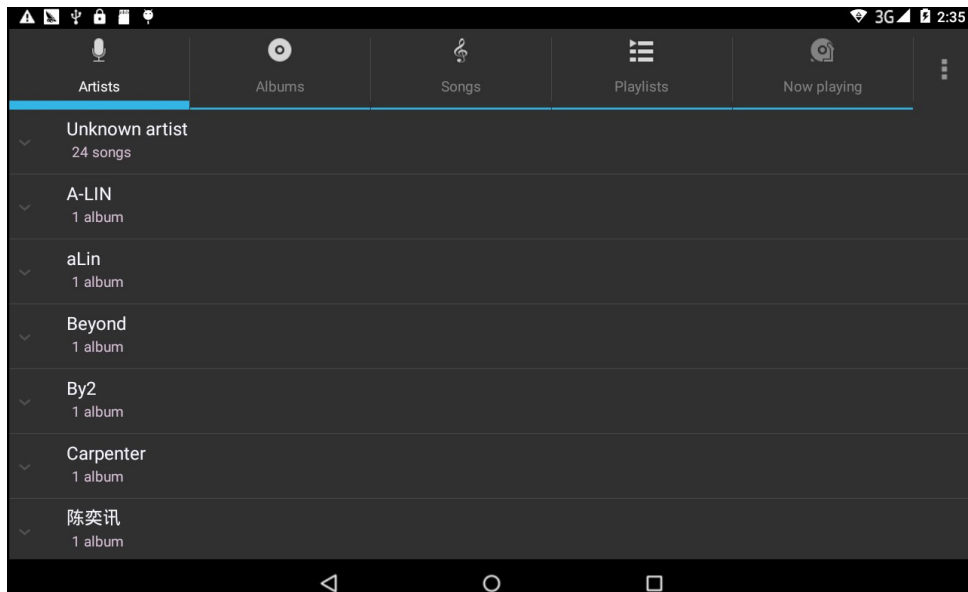 3G 2:35
Artists Albums Songs Playlists Now playing
Unknown artist
24 songs
A-LIN
1 album
aLin
1 album
Beyond
1 album
By2
1 album
Carpenter
1 album
陈奕讯
1 album